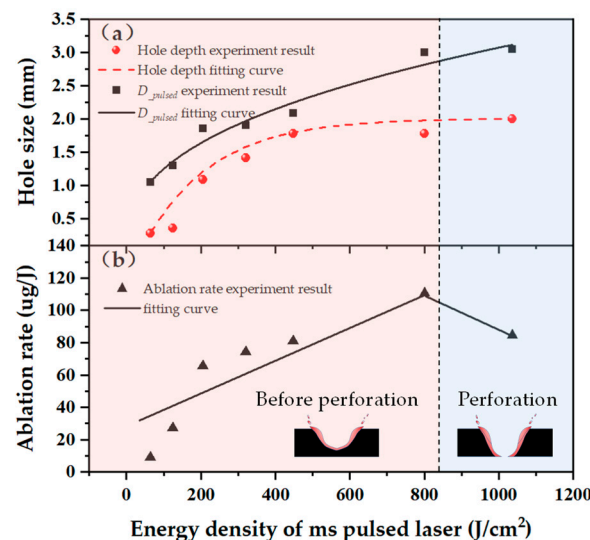 (a)
Hole depth experiment result
Hole depth fitting curve
D_pulsed experiment result
D_pulsed fitting curve
3.5
3.0
2.5
2.0
1.5
1.0
0.5
Hole size (mm)
(b)
Ablation rate experiment result
fitting curve
140
120
100
80
60
40
20
0
Ablation rate (ug/J)
Before perforation
Perforation
0
200
400
600
800
1000
1200
Energy density of ms pulsed laser (J/cm²)